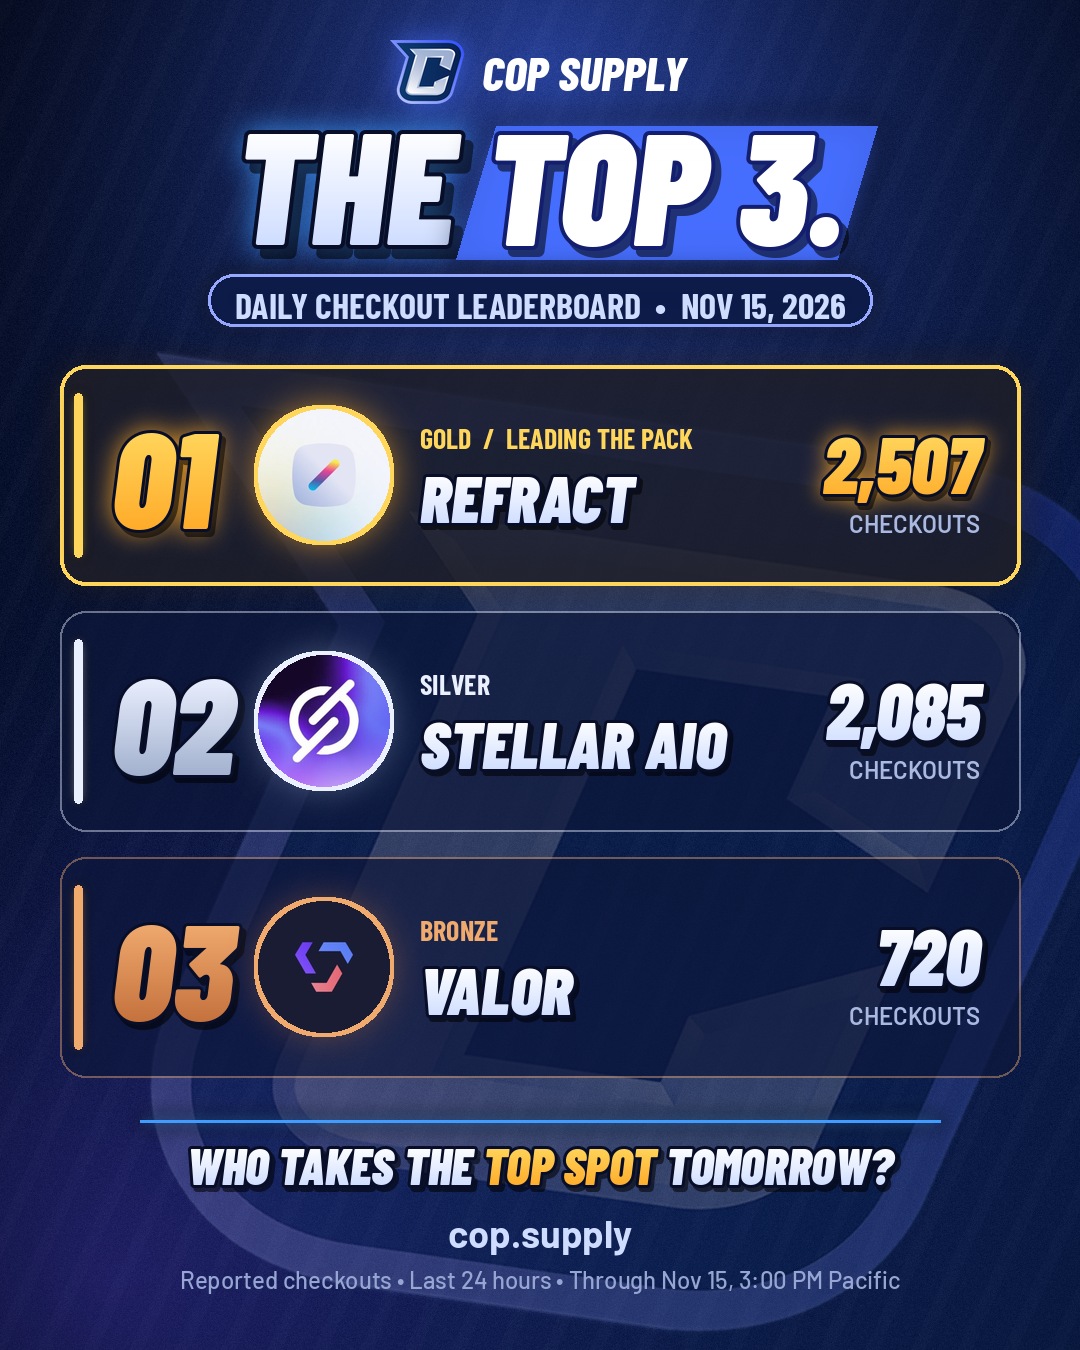 COP SUPPLY
THE TOP 3.
DAILY CHECKOUT LEADERBOARD • NOV 15, 2026
01
GOLD / LEADING THE PACK
REFRACT
2,507
CHECKOUTS
02
SILVER
STELLAR AIO
2,085
CHECKOUTS
03
BRONZE
VALOR
720
CHECKOUTS
WHO TAKES THE TOP SPOT TOMORROW?
cop.supply
Reported checkouts • Last 24 hours • Through Nov 15, 3:00 PM Pacific